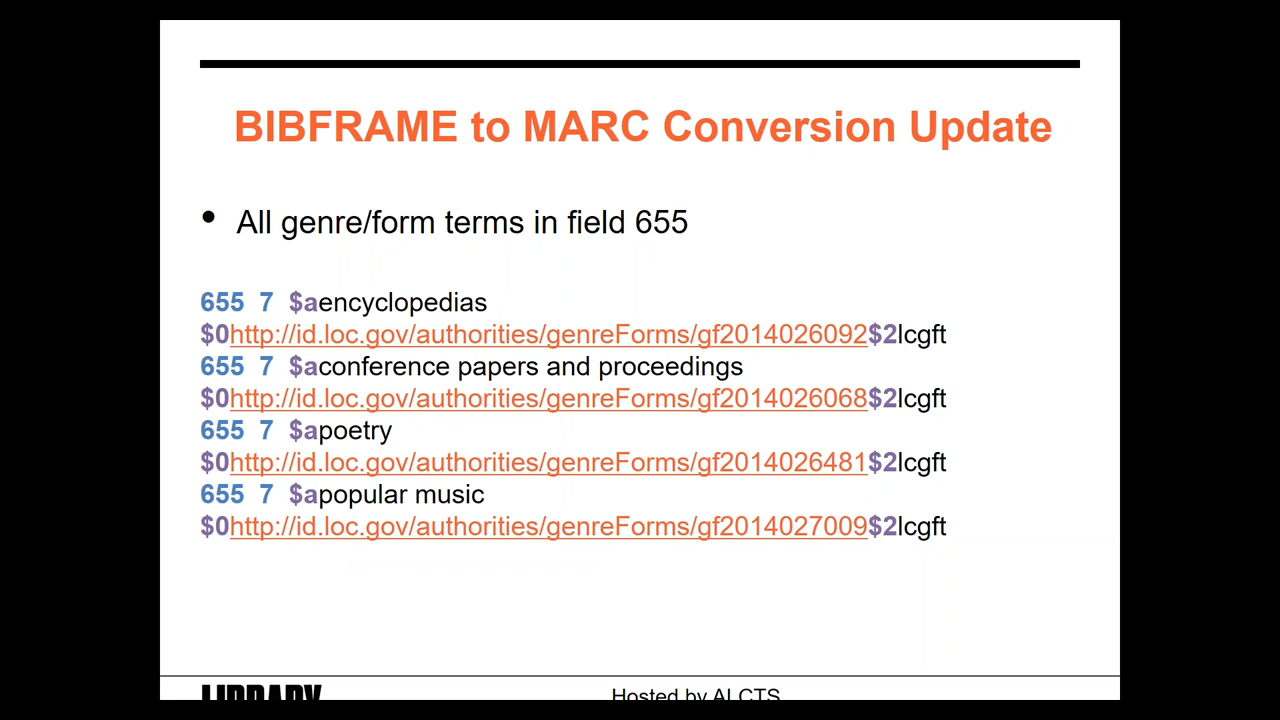 BIBFRAME to MARC Conversion Update
• All genre/form terms in field 655
655 7 $aencyclopedias
$0http://id.loc.gov/authorities/genreForms/gf2014026092$2lcgft
655 7 $aconference papers and proceedings
$0http://id.loc.gov/authorities/genreForms/gf2014026068$2lcgft
655 7 $apoetry
$0http://id.loc.gov/authorities/genreForms/gf2014026481$2lcgft
655 7 $apopular music
$0http://id.loc.gov/authorities/genreForms/gf2014027009$2lcgft
LIBRARY
Hosted by ALCTS